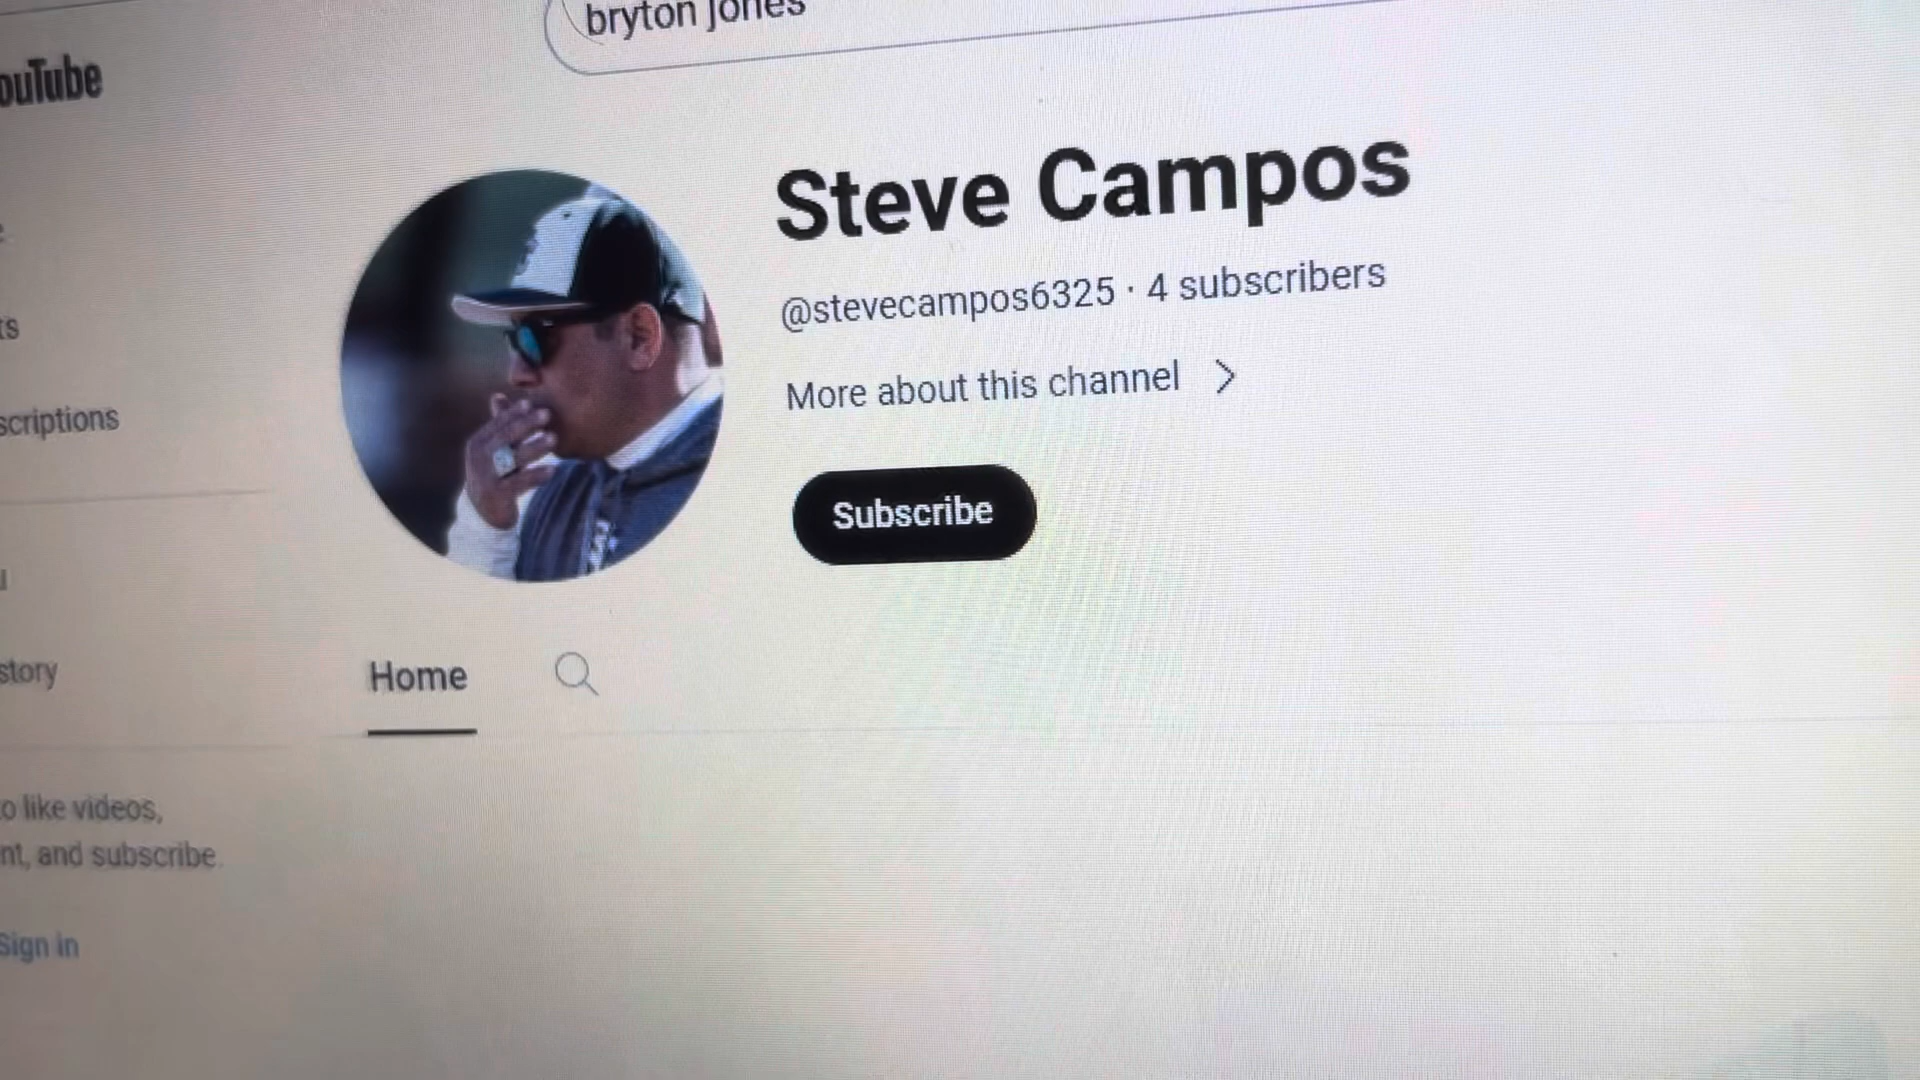 bryton jones
ouTube
Steve Campos
@stevecampos6325 · 4 subscribers
ts
More about this channel
scriptions
Subscribe
story
Home
o like videos,
nt, and subscribe.
Sign in